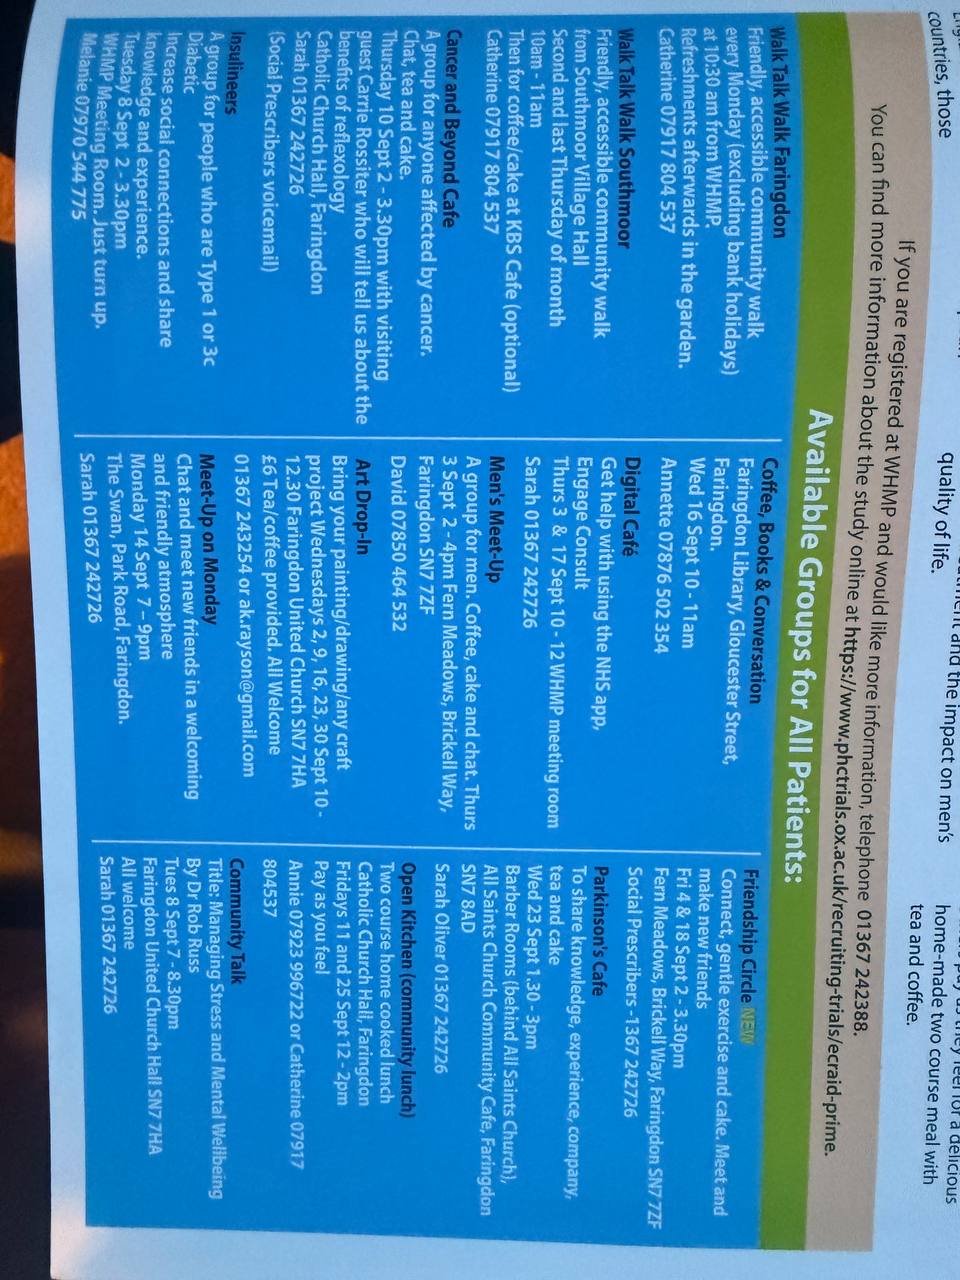 countries, those
quality of life.
and the impact on men's
feel for a delicious
home-made two course meal with
tea and coffee.
If you are registered at WHMP and would like more information, telephone 01367 242388.
You can find more information about the study online at https://www.phctrials.ox.ac.uk/recruiting-trials/ecraid-prime.
Available Groups for All Patients:
Walk Talk Walk Faringdon
Friendly, accessible community walk
every Monday (excluding bank holidays)
at 10:30 am from WHMP.
Refreshments afterwards in the garden.
Catherine 07917 804 537
Walk Talk Walk Southmoor
Friendly, accessible community walk
from Southmoor Village Hall
Second and last Thursday of month
10am - 11am
Then for coffee/cake at KBS Cafe (optional)
Catherine 07917 804 537
Cancer and Beyond Cafe
A group for anyone affected by cancer.
Chat, tea and cake.
Thursday 10 Sept 2 - 3.30pm with visiting
guest Carrie Rossiter who will tell us about the
benefits of reflexology
Catholic Church Hall, Faringdon
Sarah 01367 242726
(Social Prescribers voicemail)
Insulineers
A group for people who are Type 1 or 3c
Diabetic
Increase social connections and share
knowledge and experience.
Tuesday 8 Sept 2 - 3.30pm
WHMP Meeting Room. Just turn up.
Melanie 07970 544 775
Coffee, Books & Conversation
Faringdon Library, Gloucester Street,
Faringdon.
Wed 16 Sept 10 - 11am
Annette 07876 502 354
Digital Café
Get help with using the NHS app,
Engage Consult
Thurs 3 & 17 Sept 10 - 12 WHMP meeting room
Sarah 01367 242726
Men's Meet-Up
A group for men. Coffee, cake and chat. Thurs
3 Sept 2 - 4pm Fern Meadows, Brickell Way,
Faringdon SN7 7ZF
David 07850 464 532
Art Drop-In
Bring your painting/drawing/any craft
project Wednesdays 2, 9, 16, 23, 30 Sept 10 -
12.30 Faringdon United Church SN7 7HA
£6 Tea/coffee provided. All Welcome
01367 243254 or ak.rayson@gmail.com
Meet-Up on Monday
Chat and meet new friends in a welcoming
and friendly atmosphere
Monday 14 Sept 7 – 9pm
The Swan, Park Road, Faringdon.
Sarah 01367 242726
Friendship Circle NEW
Connect, gentle exercise and cake. Meet and
make new friends
Fri 4 & 18 Sept 2 - 3.30pm
Fern Meadows, Brickell Way, Faringdon SN7 7ZF
Social Prescribers - 1367 242726
Parkinson's Cafe
To share knowledge, experience, company,
tea and cake
Wed 23 Sept 1.30 - 3pm
Barber Rooms (behind All Saints Church),
All Saints Church Community Cafe, Faringdon
SN7 8AD
Sarah Oliver 01367 242726
Open Kitchen (community lunch)
Two course home cooked lunch
Catholic Church Hall, Faringdon
Fridays 11 and 25 Sept 12 - 2pm
Pay as you feel
Annie 07923 996722 or Catherine 07917
804537
Community Talk
Title; Managing Stress and Mental Wellbeing
By Dr Rob Russ
Tues 8 Sept 7 - 8.30pm
Faringdon United Church Hall SN7 7HA
All welcome
Sarah 01367 242726